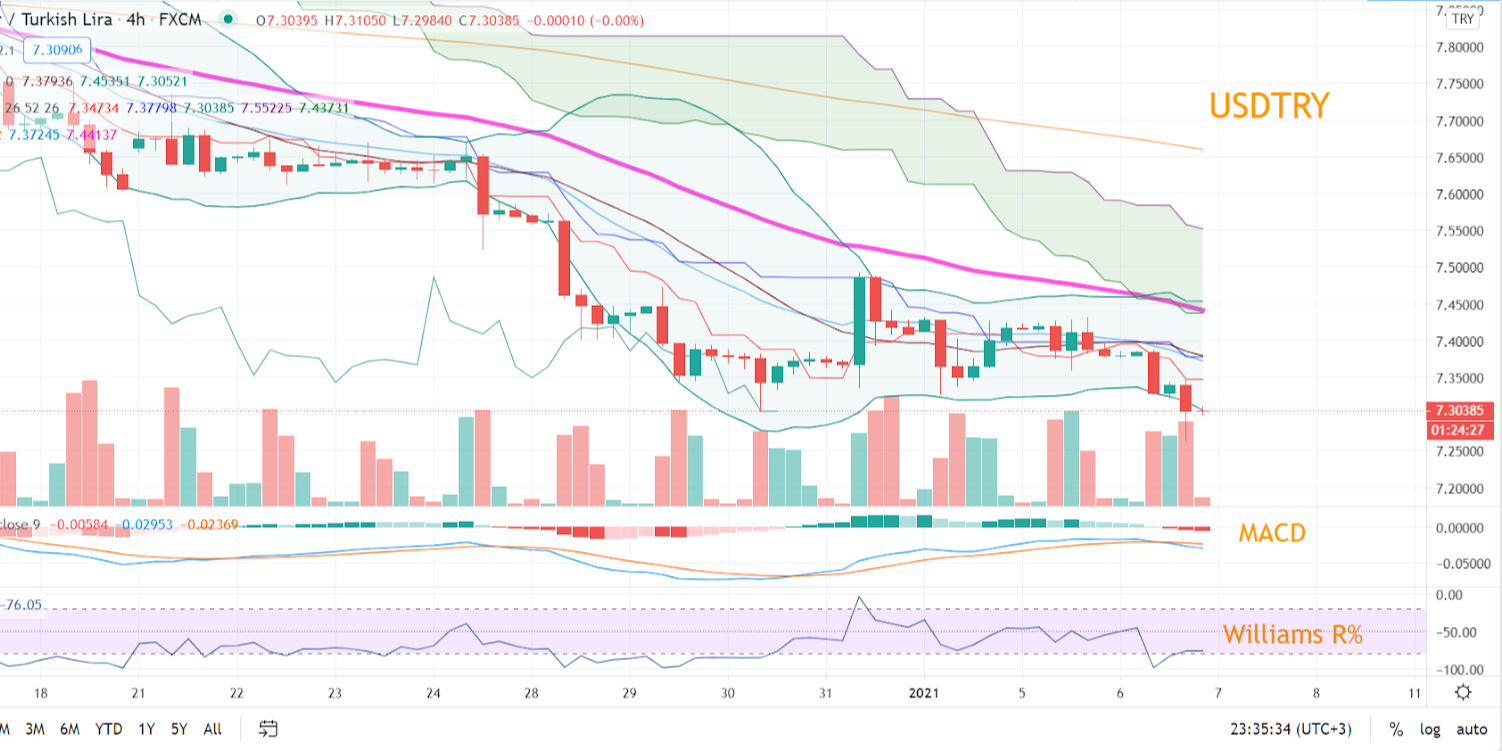 / Turkish Lira · 4h · FXCM O7.30395 H7.31050 L7.29840 C7.30385 -0.00010 (-0.00%)
2.1 7.30906
0 7.37936 7.45351 7.30521
26 52 26 7.34734 7.37798 7.30385 7.55225 7.43731
7.37245 7.44137
TRY
7.80000
7.75000
USDTRY
7.70000
7.65000
7.60000
7.55000
7.50000
7.45000
7.40000
7.35000
7.30385
01:24:27
7.25000
7.20000
close 9 -0.00584 -0.02953 -0.02369
MACD
0.00000
-0.05000
-76.05
0.00
Williams R%
-50.00
-100.00
18 21 22 23 24 28 29 30 31 2021 5 6 7 8 11
M 3M 6M YTD 1Y 5Y All 23:35:34 (UTC+3) % log auto